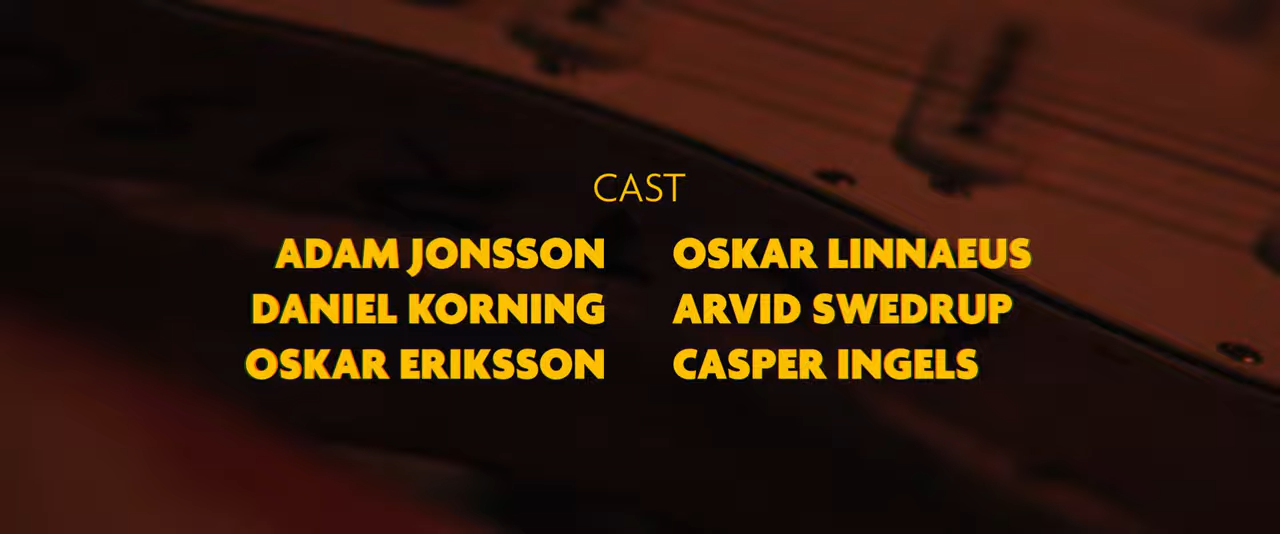 CAST
ADAM JONSSON OSKAR LINNAEUS
DANIEL KORNING ARVID SWEDRUP
OSKAR ERIKSSON CASPER INGELS